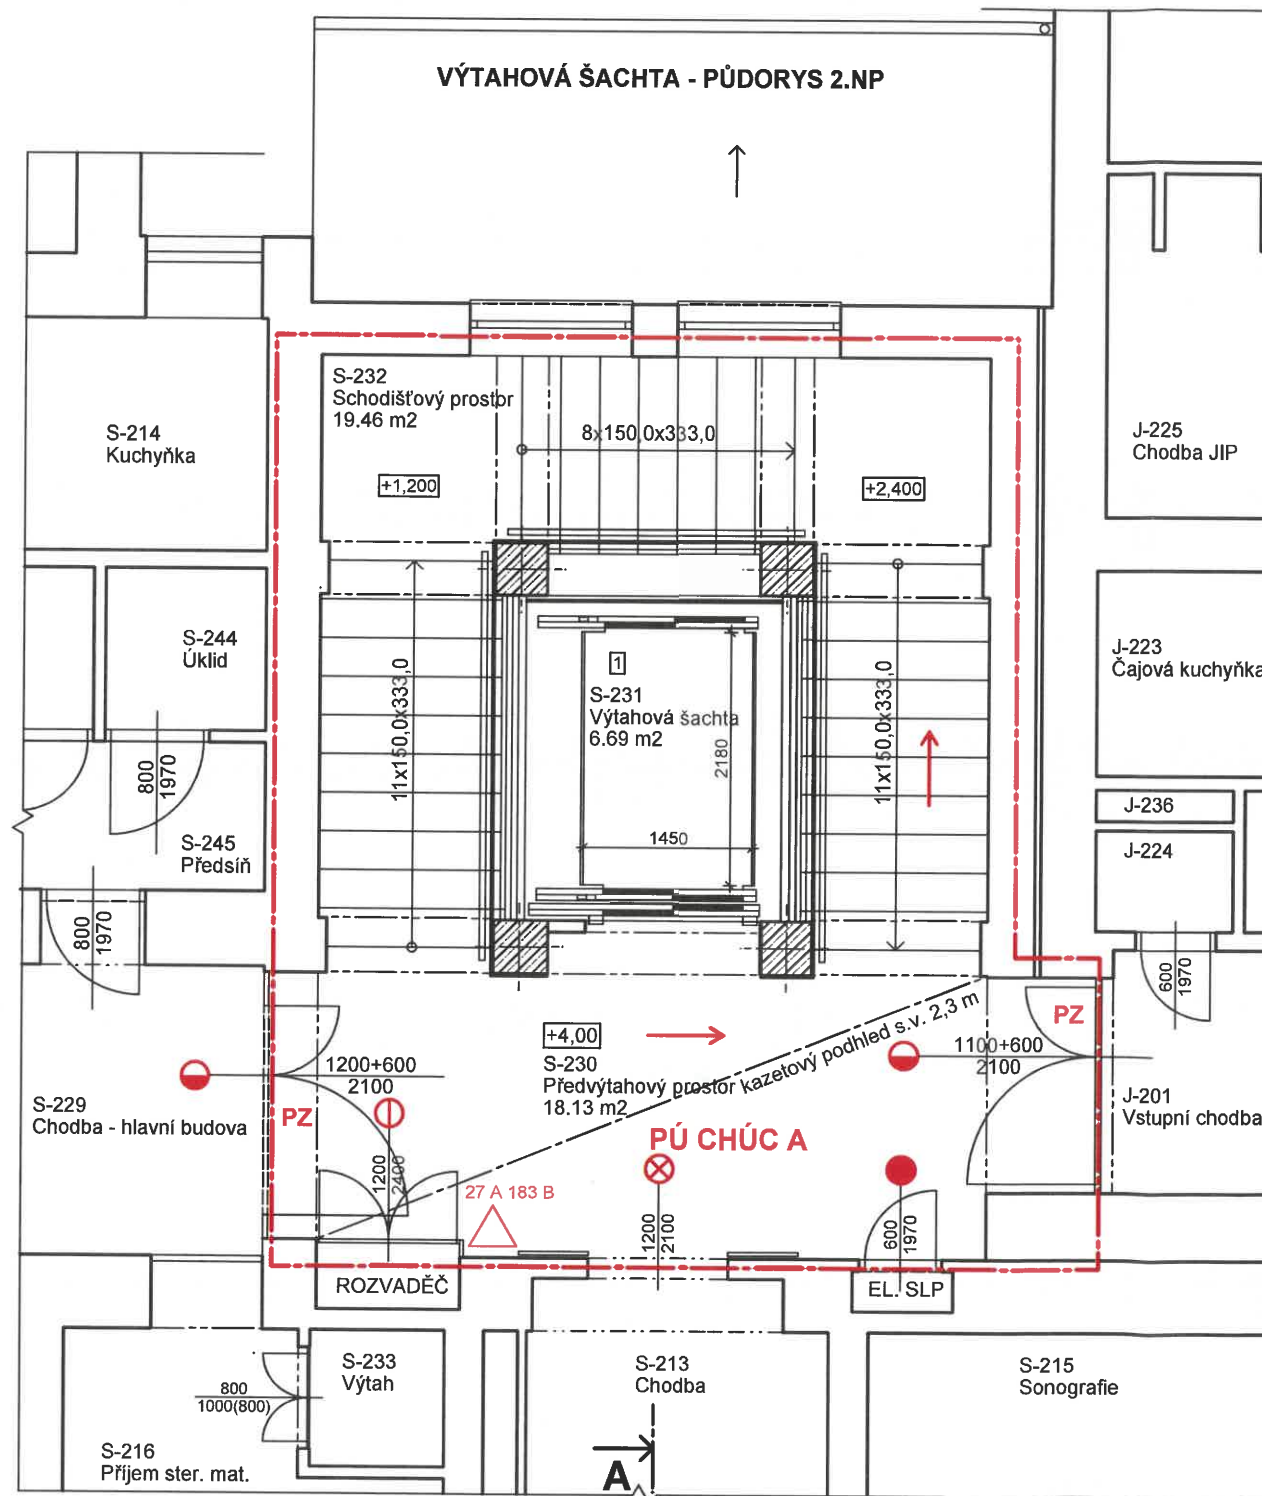 VÝTAHOVÁ ŠACHTA - PŮDORYS 2.NP
S-232
Schodišťový prostor
19.46 m2
8x150,0x333,0
+1,200
+2,400
S-214
Kuchyňka
J-225
Chodba JIP
S-244
Úklid
800
1970
11x150,0x333,0
1
S-231
Výtahová šachta
6.69 m2
2180
1450
11x150,0x333,0
J-223
Čajová kuchyňka
J-236
J-224
S-245
Předsíň
800
1970
600
1970
+4,00
S-230
Předvýtahový prostor
18.13 m2
kazetový podhled s.v. 2,3 m
1200+600
2100
PZ
1100+600
2100
PZ
S-229
Chodba - hlavní budova
J-201
Vstupní chodba
PÚ CHÚC A
1200
2400
27 A 183 B
1200
2100
600
1970
ROZVADĚČ
EL. SLP
S-233
Výtah
800
1000(800)
S-213
Chodba
S-215
Sonografie
S-216
Příjem ster. mat.
A